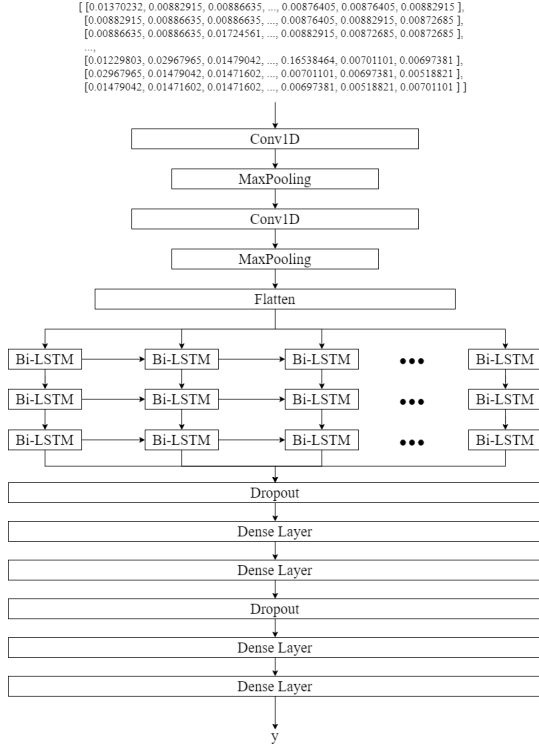 [ [0.01370232, 0.00882915, 0.00886635, ..., 0.00876405, 0.00876405, 0.00882915 ],
[0.00882915, 0.00886635, 0.00886635, ..., 0.00876405, 0.00882915, 0.00872685 ],
[0.00886635, 0.00886635, 0.01724561, ..., 0.00882915, 0.00872685, 0.00872685 ],
...,
[0.01229803, 0.02967965, 0.01479042, ..., 0.16538464, 0.00701101, 0.00697381 ],
[0.02967965, 0.01479042, 0.01471602, ..., 0.00701101, 0.00697381, 0.00518821 ],
[0.01479042, 0.01471602, 0.01471602, ..., 0.00697381, 0.00518821, 0.00701101 ] ]
Conv1D
MaxPooling
Conv1D
MaxPooling
Flatten
Bi-LSTM Bi-LSTM Bi-LSTM ••• Bi-LSTM
Bi-LSTM Bi-LSTM Bi-LSTM ••• Bi-LSTM
Bi-LSTM Bi-LSTM Bi-LSTM ••• Bi-LSTM
Dropout
Dense Layer
Dense Layer
Dropout
Dense Layer
Dense Layer
y